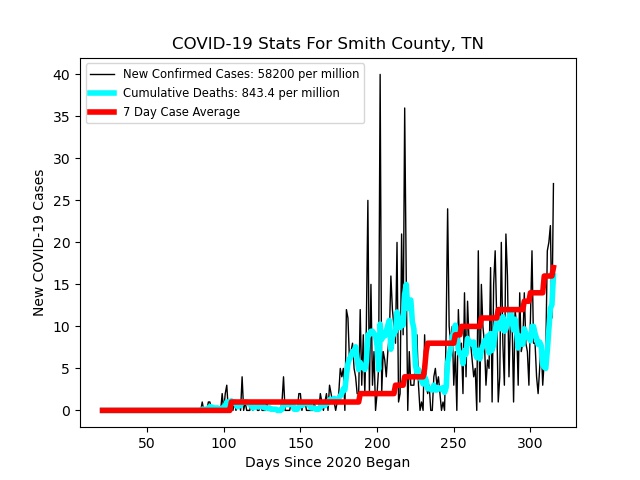 COVID-19 Stats For Smith County, TN
New Confirmed Cases: 58200 per million
Cumulative Deaths: 843.4 per million
7 Day Case Average
40
35
30
25
20
15
10
5
0
New COVID-19 Cases
50 100 150 200 250 300
Days Since 2020 Began